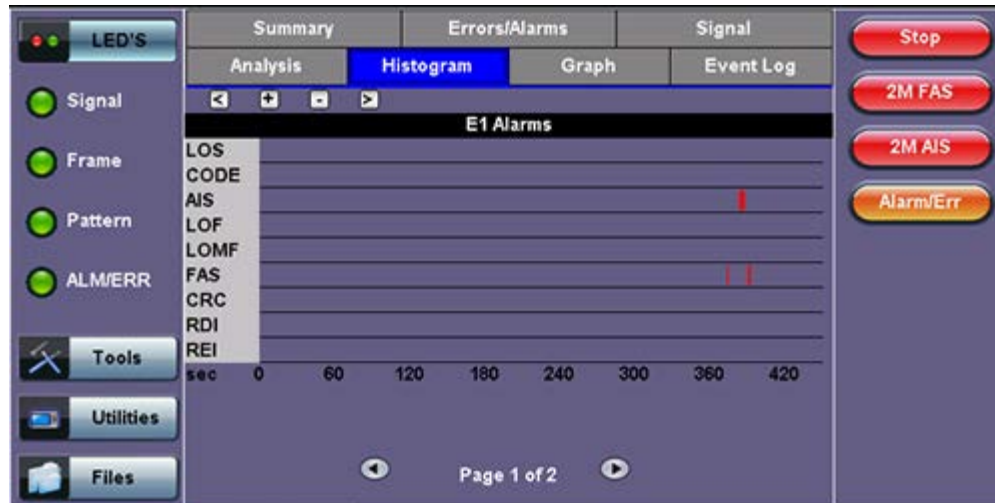 LED'S
Signal
Frame
Pattern
ALM/ERR
Tools
Utilities
Files
Summary Errors/Alarms Signal
Analysis Histogram Graph Event Log
< + - >
E1 Alarms
LOS
CODE
AIS
LOF
LOMF
FAS
CRC
RDI
REI
sec 0 60 120 180 240 300 360 420
Page 1 of 2
Stop
2M FAS
2M AIS
Alarm/Err